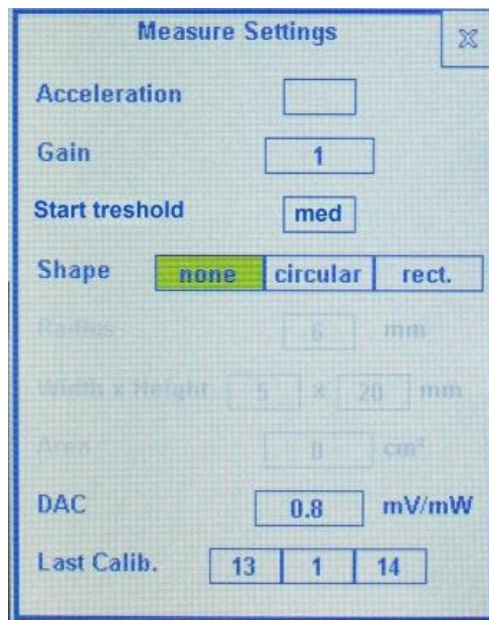 Measure Settings X
Acceleration
Gain 1
Start treshold med
Shape none circular rect.
Radius 6 mm
Width x Height 5 x 20 mm
Area 0 cm²
DAC 0.8 mV/mW
Last Calib. 13 1 14